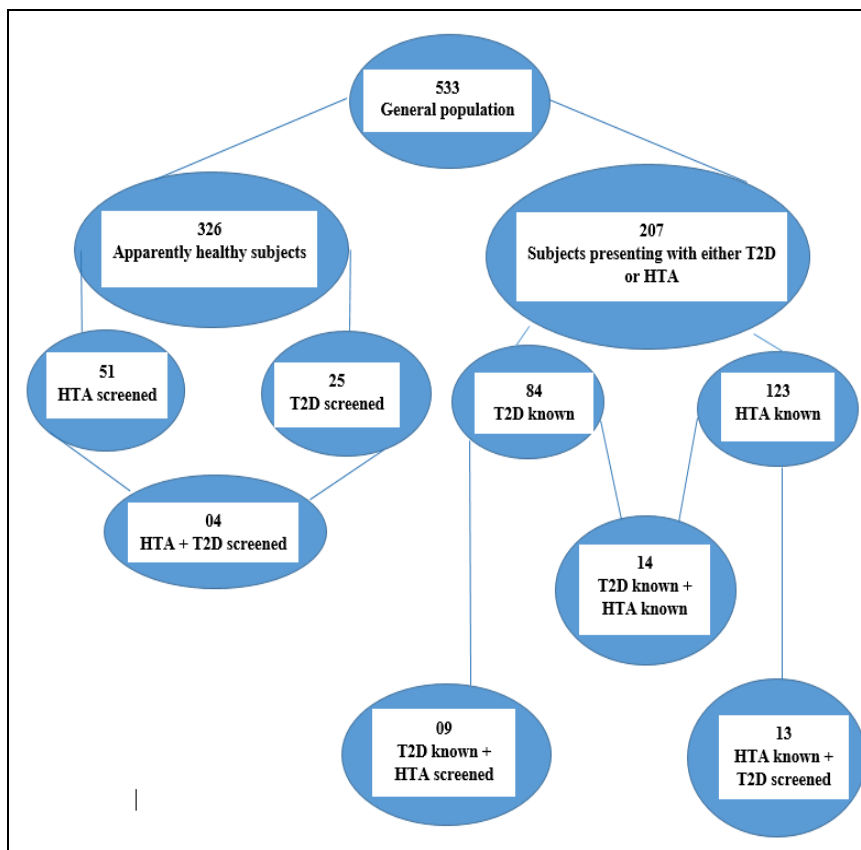 533
General population
326
Apparently healthy subjects
207
Subjects presenting with either T2D
or HTA
51
HTA screened
25
T2D screened
84
T2D known
123
HTA known
04
HTA + T2D screened
14
T2D known +
HTA known
09
T2D known +
HTA screened
13
HTA known +
T2D screened